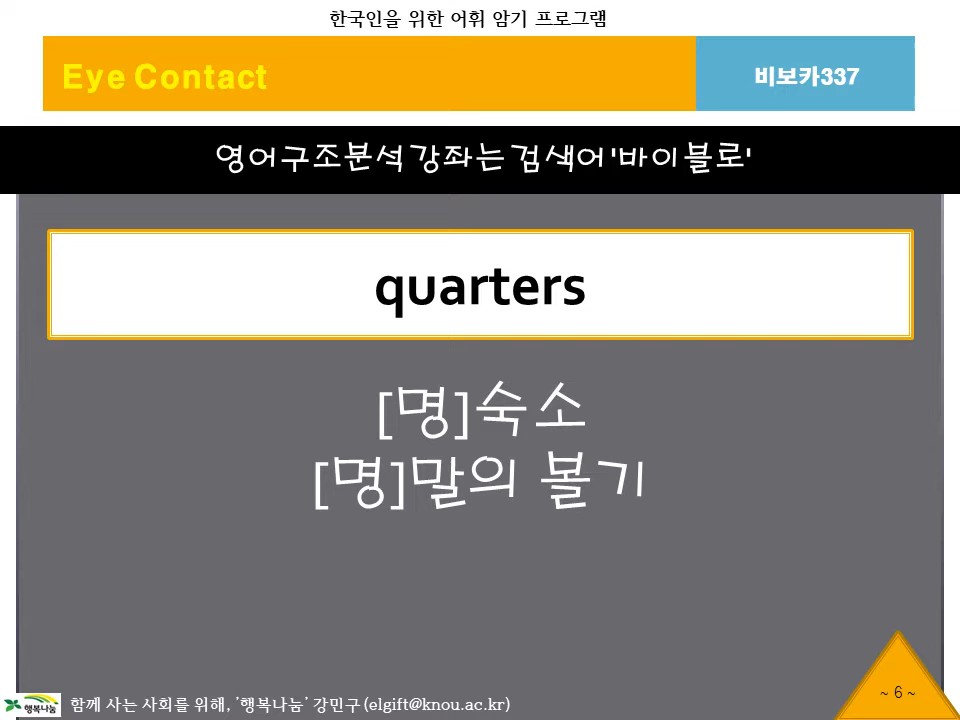 한국인을 위한 어휘 암기 프로그램
Eye Contact
비보카337
영어구조분석 강좌는 검색어 '바이블로'
quarters
[명]숙소
[명]말의 볼기
~ 6 ~
행복나눔
함께 사는 사회를 위해, '행복나눔' 강민구 (elgift@knou.ac.kr)